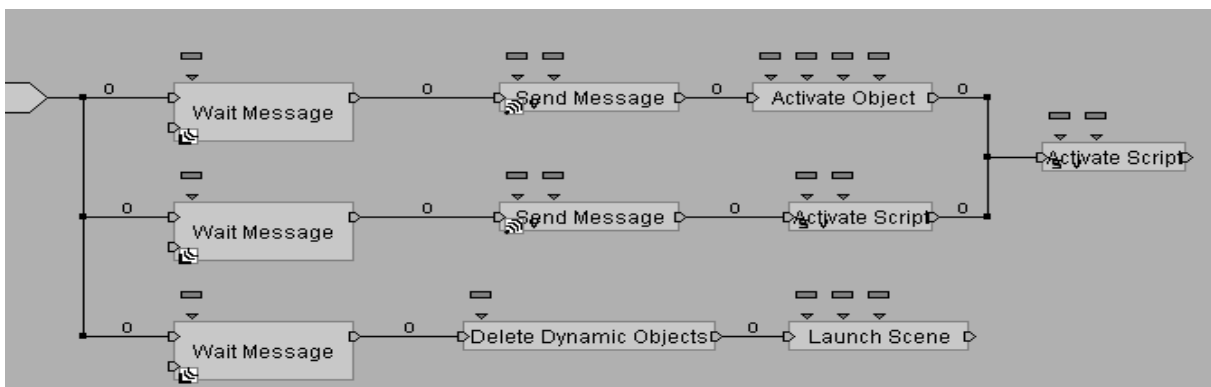 0 Wait Message 0 Send Message 0 Activate Object 0
Activate Script
0 Wait Message 0 Send Message 0 Activate Script 0
0 Wait Message 0 Delete Dynamic Objects 0 Launch Scene